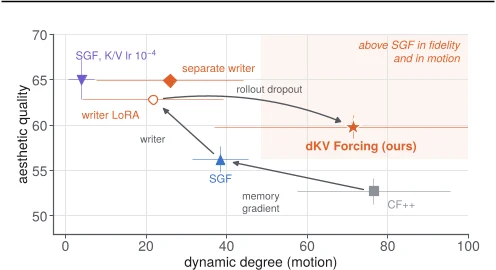 70
65
60
55
50
aesthetic quality
SGF, K/V lr 10⁻⁴
separate writer
above SGF in fidelity
and in motion
rollout dropout
writer LoRA
writer
dKV Forcing (ours)
SGF
memory
gradient
CF++
0
20
40
60
80
100
dynamic degree (motion)